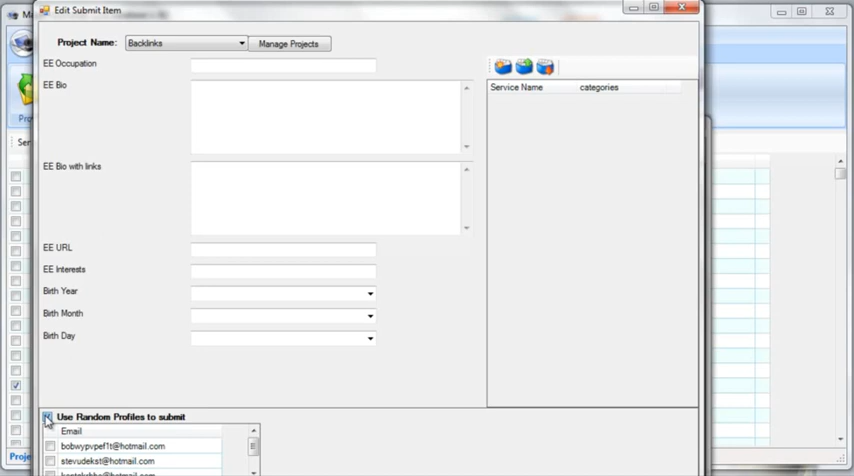 Edit Submit Item
Project Name: Backlinks Manage Projects
EE Occupation
EE Bio
Service Name categories
EE Bio with links
EE URL
EE Interests
Birth Year
Birth Month
Birth Day
Use Random Profiles to submit
Email
bobwypvpef1t@hotmail.com
stevudekst@hotmail.com